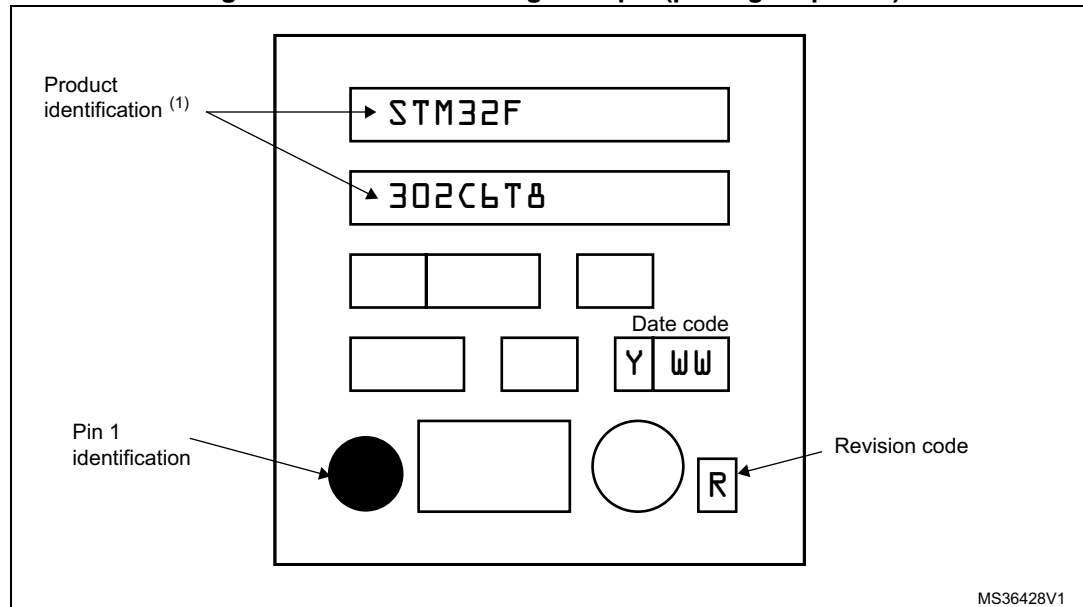 Product
identification (1)
STM32F
302C6T8
Date code
Y WW
Pin 1
identification
Revision code
R
MS36428V1